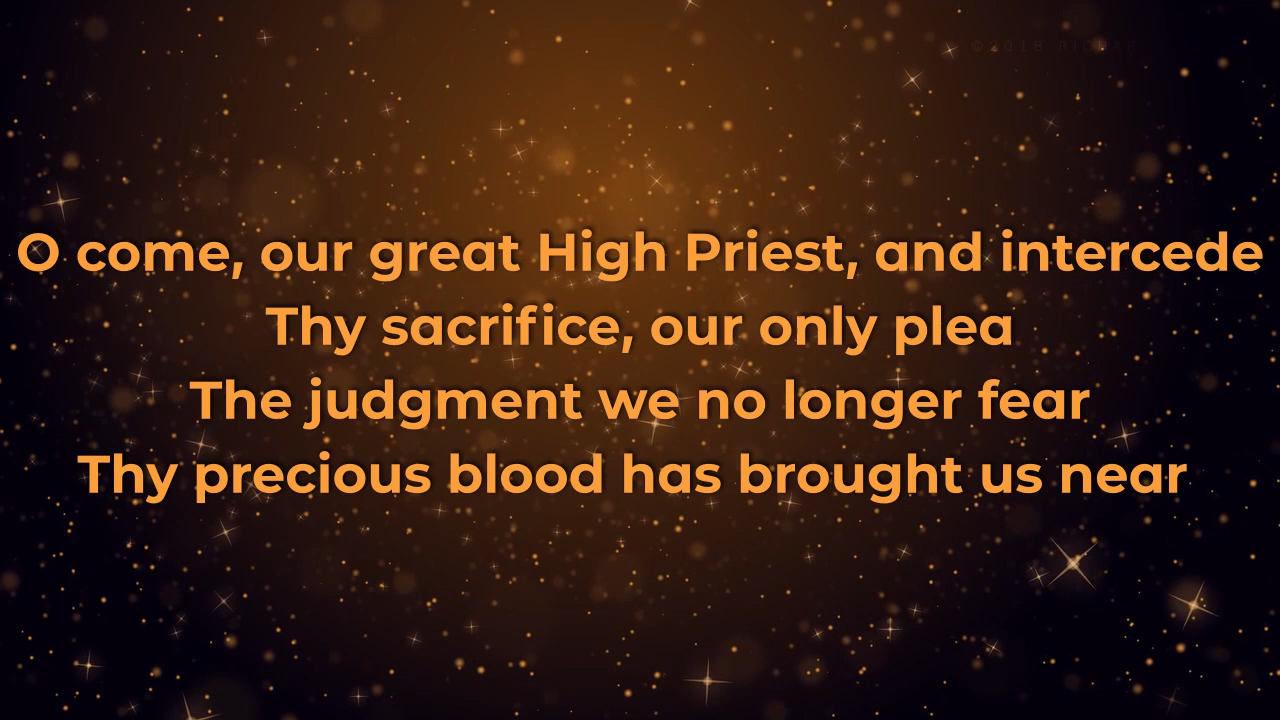 O come, our great High Priest, and intercede
Thy sacrifice, our only plea
The judgment we no longer fear
Thy precious blood has brought us near